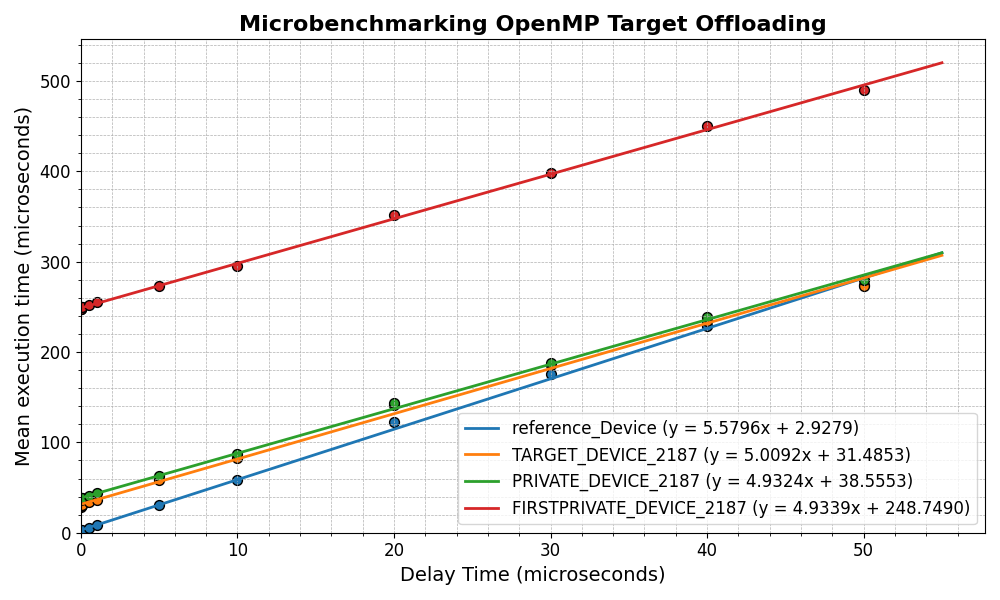 Microbenchmarking OpenMP Target Offloading
Mean execution time (microseconds)
500
400
300
200
100
0
reference_Device (y = 5.5796x + 2.9279)
TARGET_DEVICE_2187 (y = 5.0092x + 31.4853)
PRIVATE_DEVICE_2187 (y = 4.9324x + 38.5553)
FIRSTPRIVATE_DEVICE_2187 (y = 4.9339x + 248.7490)
0 10 20 30 40 50
Delay Time (microseconds)